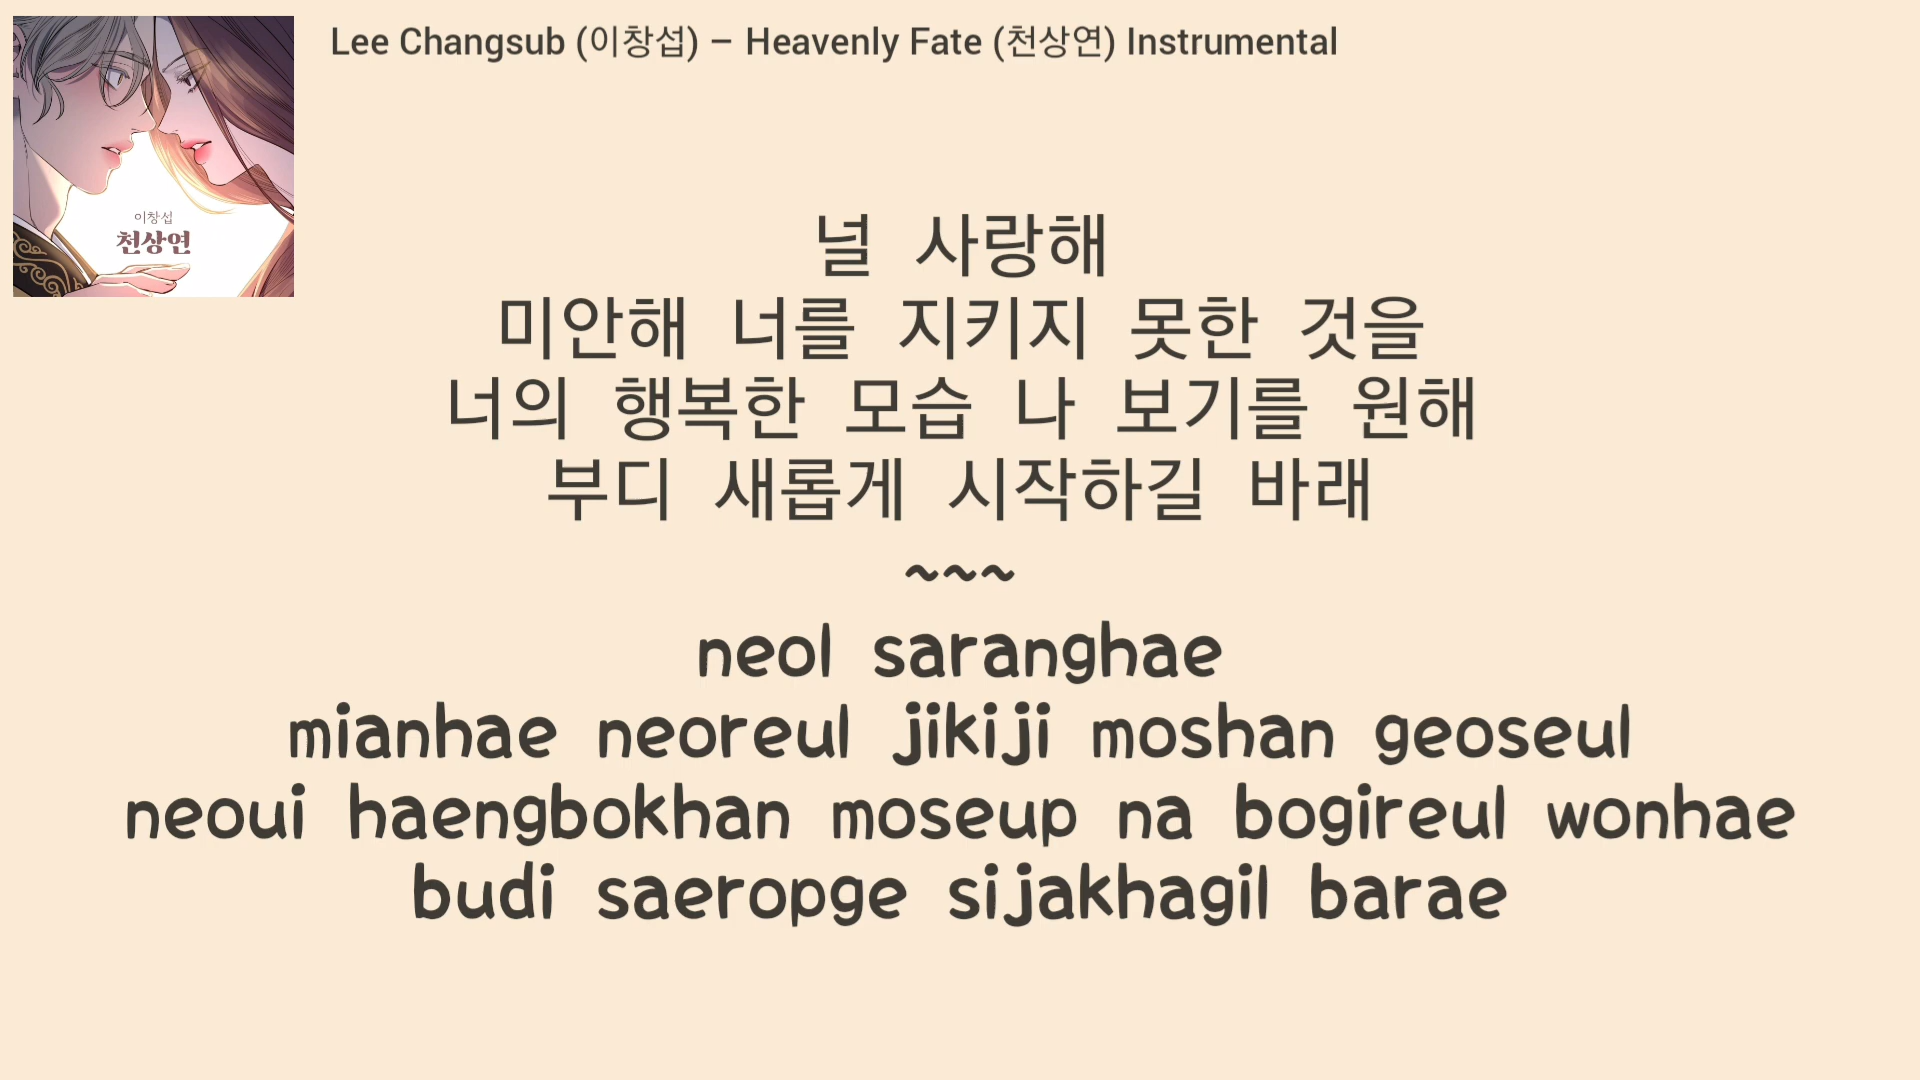 Lee Changsub (이창섭) – Heavenly Fate (천상연) Instrumental
이창섭
천상연
널 사랑해
미안해 너를 지키지 못한 것을
너의 행복한 모습 나 보기를 원해
부디 새롭게 시작하길 바래
~~~
neol saranghae
mianhae neoreul jikiji moshan geoseul
neoui haengbokhan moseup na bogireul wonhae
budi saeropge sijakhagil barae